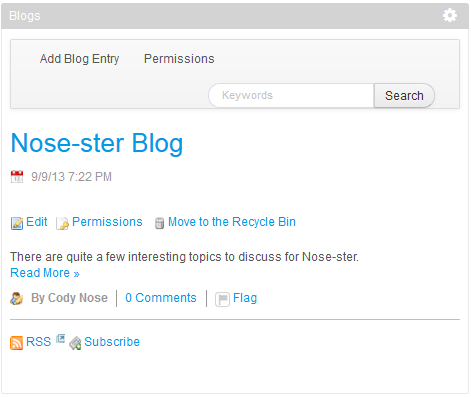 Blogs
Add Blog Entry Permissions
Keywords Search
Nose-ster Blog
9/9/13 7:22 PM
Edit Permissions Move to the Recycle Bin
There are quite a few interesting topics to discuss for Nose-ster.
Read More »
By Cody Nose 0 Comments Flag
RSS Subscribe